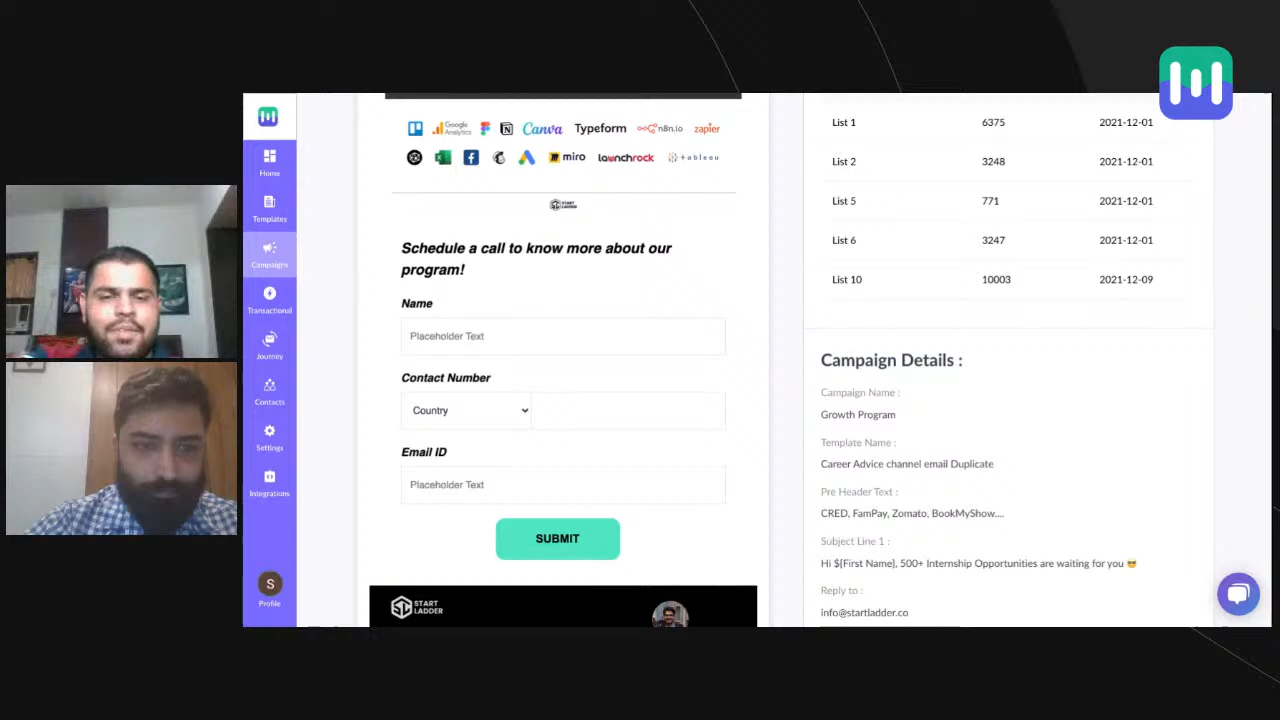 Home
Templates
Campaigns
Transactional
Journey
Contacts
Settings
Integrations
S
Profile
Google Analytics
Canva
Typeform
n8n.io
zapier
miro
launchrock
+ableau
START LADDER
Schedule a call to know more about our
program!
Name
Placeholder Text
Contact Number
Country
Email ID
Placeholder Text
SUBMIT
START
LADDER
List 1 6375 2021-12-01
List 2 3248 2021-12-01
List 5 771 2021-12-01
List 6 3247 2021-12-01
List 10 10003 2021-12-09
Campaign Details :
Campaign Name :
Growth Program
Template Name :
Career Advice channel email Duplicate
Pre Header Text :
CRED, FamPay, Zomato, BookMyShow....
Subject Line 1 :
Hi $[First Name], 500+ Internship Opportunities are waiting for you 😎
Reply to :
info@startladder.co